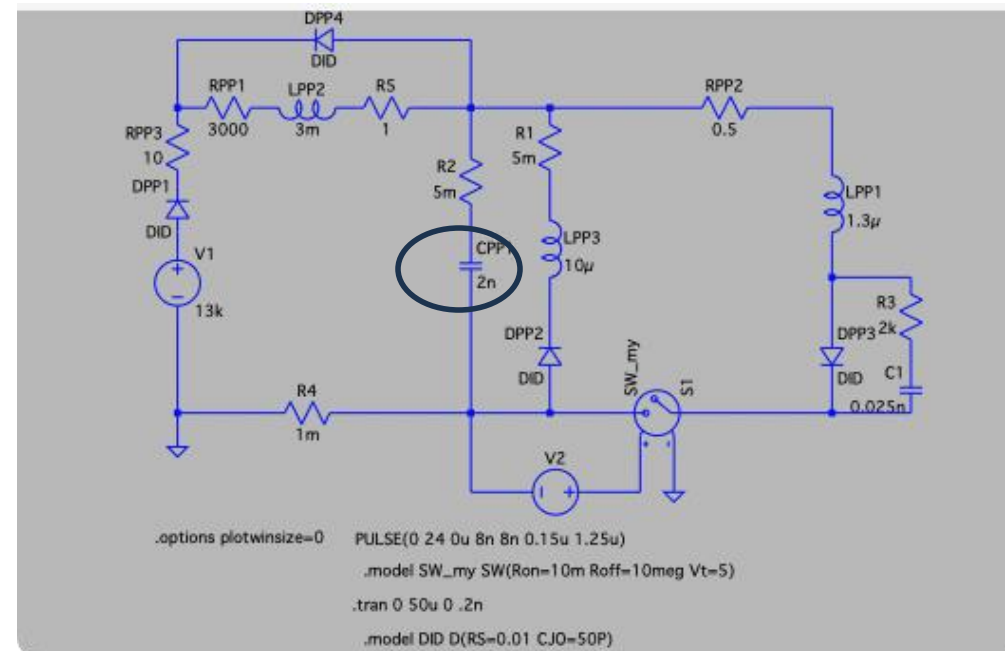 DPP4
DID
RPP1
LPP2
R5
RPP2
3000
3m
1
0.5
RPP3
10
R1
5m
R2
5m
DPP1
DID
LPP1
1.3µ
V1
13k
CPP1
2n
LPP3
10µ
R3
2k
DPP2
DID
SW_my
S1
DPP3
DID
C1
0.025n
R4
1m
V2
.options plotwinsize=0
PULSE(0 24 0u 8n 8n 0.15u 1.25u)
.model SW_my SW(Ron=10m Roff=10meg Vt=5)
.tran 0 50u 0 .2n
.model DID D(RS=0.01 CJO=50P)